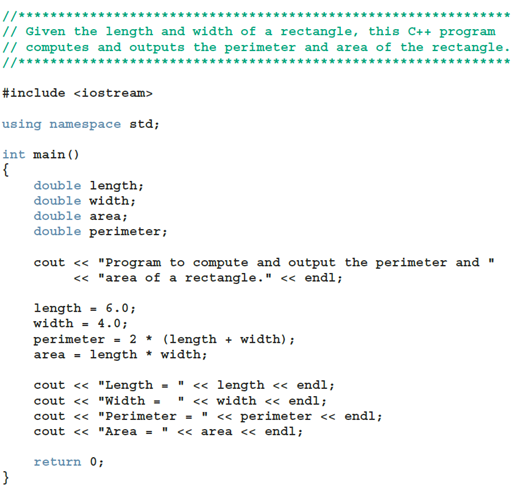 //**************************************************************
// Given the length and width of a rectangle, this C++ program
// computes and outputs the perimeter and area of the rectangle.
//**************************************************************
#include <iostream>
using namespace std;
int main()
{
    double length;
    double width;
    double area;
    double perimeter;
    cout << "Program to compute and output the perimeter and "
         << "area of a rectangle." << endl;
    length = 6.0;
    width = 4.0;
    perimeter = 2 * (length + width);
    area = length * width;
    cout << "Length = " << length << endl;
    cout << "Width =  " << width << endl;
    cout << "Perimeter = " << perimeter << endl;
    cout << "Area = " << area << endl;
    return 0;
}